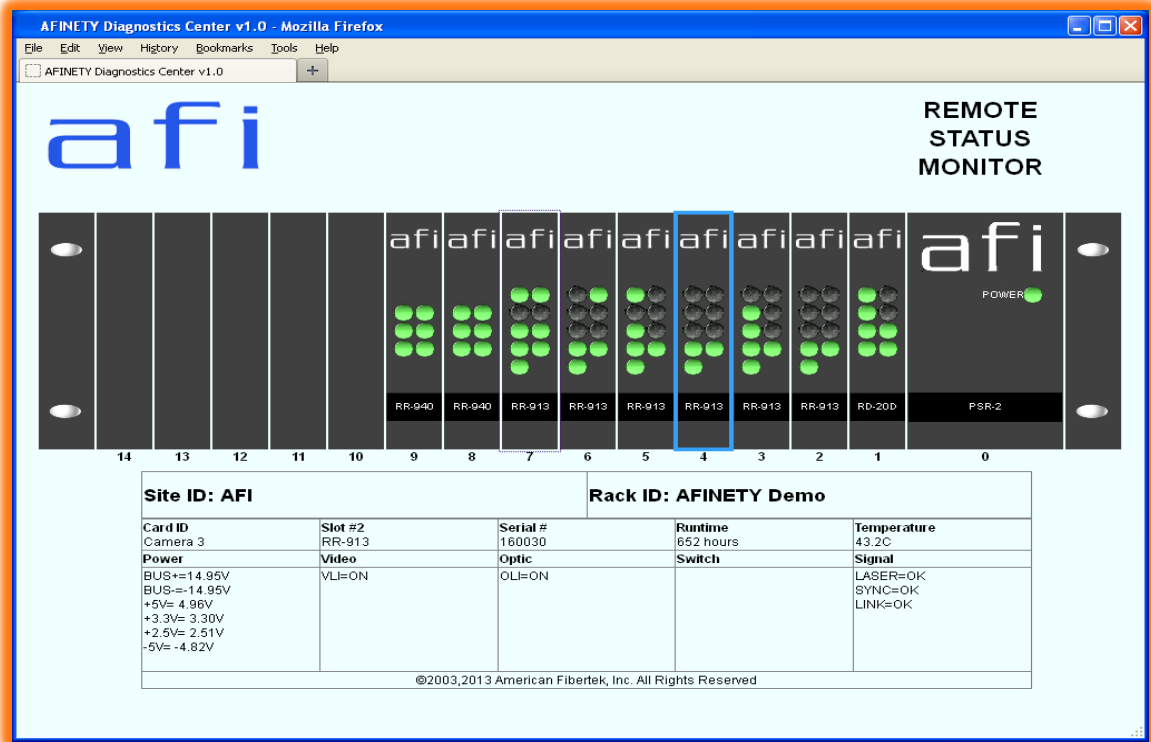 AFINETY Diagnostics Center v1.0 - Mozilla Firefox
File Edit View History Bookmarks Tools Help
AFINETY Diagnostics Center v1.0 +
afi
REMOTE
STATUS
MONITOR
afi afi afi afi afi afi afi afi afi afi
POWER
RR-940 RR-940 RR-913 RR-913 RR-913 RR-913 RR-913 RR-913 RD-20D PSR-2
14 13 12 11 10 9 8 7 6 5 4 3 2 1 0
Site ID: AFI Rack ID: AFINETY Demo
Card ID Slot #2 Serial # Runtime Temperature
Camera 3 RR-913 160030 652 hours 43.2C
Power Video Optic Switch Signal
BUS+=14.95V VLI=ON OLI=ON LASER=OK
BUS-=-14.95V SYNC=OK
+5V= 4.96V LINK=OK
+3.3V= 3.30V
+2.5V= 2.51V
-5V= -4.82V
©2003,2013 American Fibertek, Inc. All Rights Reserved